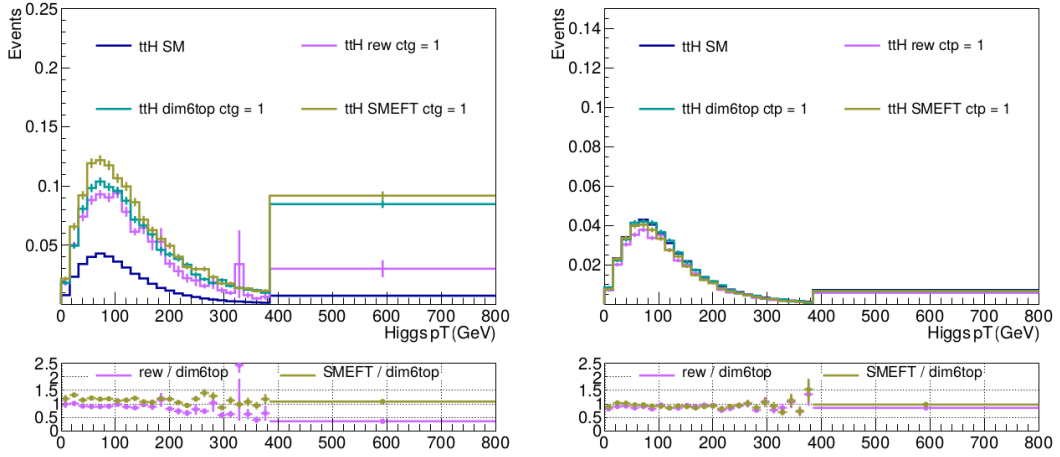 Events
0.25
0.2
0.15
0.1
0.05
ttH SM
ttH rew ctg = 1
ttH dim6top ctg = 1
ttH SMEFT ctg = 1
0 100 200 300 400 500 600 700 800
Higgs pT (GeV)
2.5
2
1.5
1
0.5
0
rew / dim6top
SMEFT / dim6top
0 100 200 300 400 500 600 700 800
Events
0.14
0.12
0.1
0.08
0.06
0.04
0.02
ttH SM
ttH rew ctp = 1
ttH dim6top ctp = 1
ttH SMEFT ctp = 1
0 100 200 300 400 500 600 700 800
Higgs pT (GeV)
2.5
2
1.5
1
0.5
0
rew / dim6top
SMEFT / dim6top
0 100 200 300 400 500 600 700 800